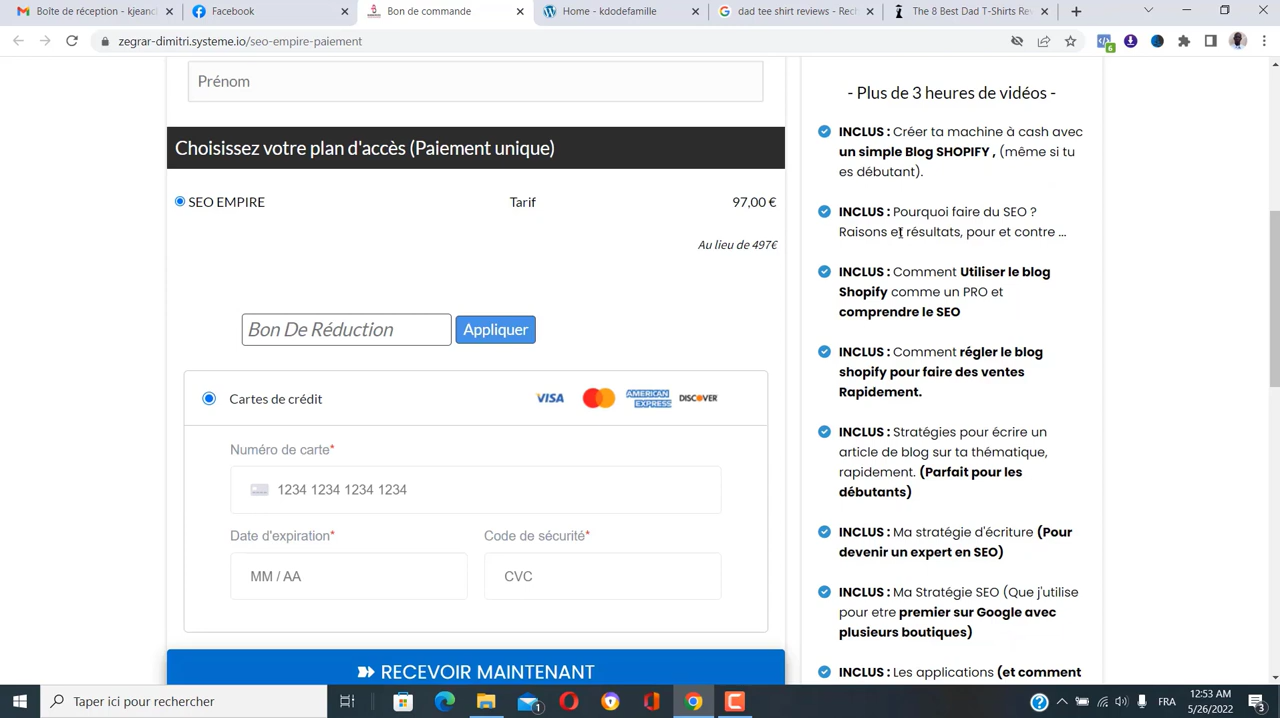 Boîte de réception - kjeanc
Facebook
Bon de commande
Home - kdodefamille
dad tee shirt reviews - Rech
The 8 Best Dad T-Shirts Rev
zegrar-dimitri.systeme.io/seo-empire-paiement
6
Prénom
Choisissez votre plan d'accès (Paiement unique)
SEO EMPIRE Tarif 97,00 €
Au lieu de 497€
Bon De Réduction Appliquer
Cartes de crédit VISA AMERICAN EXPRESS DISCOVER
Numéro de carte*
1234 1234 1234 1234
Date d'expiration* Code de sécurité*
MM / AA CVC
RECEVOIR MAINTENANT
- Plus de 3 heures de vidéos -
INCLUS : Créer ta machine à cash avec
un simple Blog SHOPIFY , (même si tu
es débutant).
INCLUS : Pourquoi faire du SEO ?
Raisons et résultats, pour et contre ...
INCLUS : Comment Utiliser le blog
Shopify comme un PRO et
comprendre le SEO
INCLUS : Comment régler le blog
shopify pour faire des ventes
Rapidement.
INCLUS : Stratégies pour écrire un
article de blog sur ta thématique,
rapidement. (Parfait pour les
débutants)
INCLUS : Ma stratégie d'écriture (Pour
devenir un expert en SEO)
INCLUS : Ma Stratégie SEO (Que j'utilise
pour etre premier sur Google avec
plusieurs boutiques)
INCLUS : Les applications (et comment
Taper ici pour rechercher
1
FRA
12:53 AM
5/26/2022
3